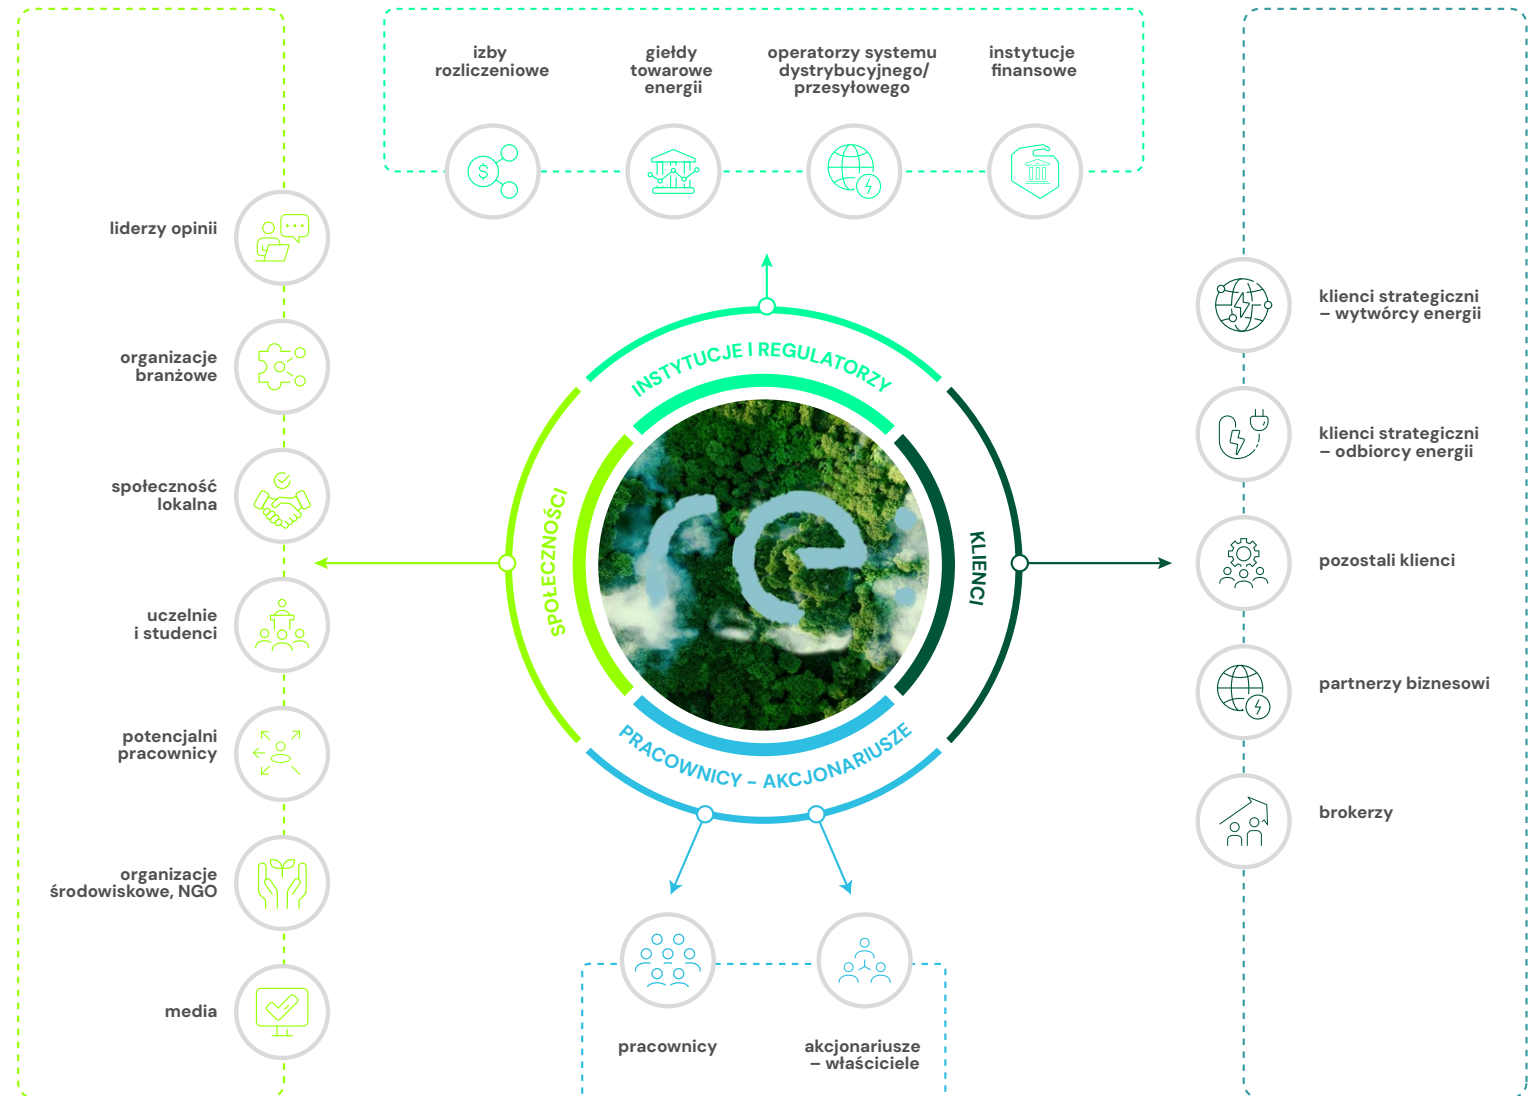 izby
rozliczeniowe
giełdy
towarowe
energii
operatorzy systemu
dystrybucyjnego/
przesyłowego
instytucje
finansowe
liderzy opinii
organizacje
branżowe
społeczność
lokalna
uczelnie
i studenci
potencjalni
pracownicy
organizacje
środowiskowe, NGO
media
INSTYTUCJE I REGULATORZY
SPOŁECZNOŚCI
re:
KLIENCI
PRACOWNICY – AKCJONARIUSZE
klienci strategiczni
– wytwórcy energii
klienci strategiczni
– odbiorcy energii
pozostali klienci
partnerzy biznesowi
brokerzy
pracownicy
akcjonariusze
– właściciele